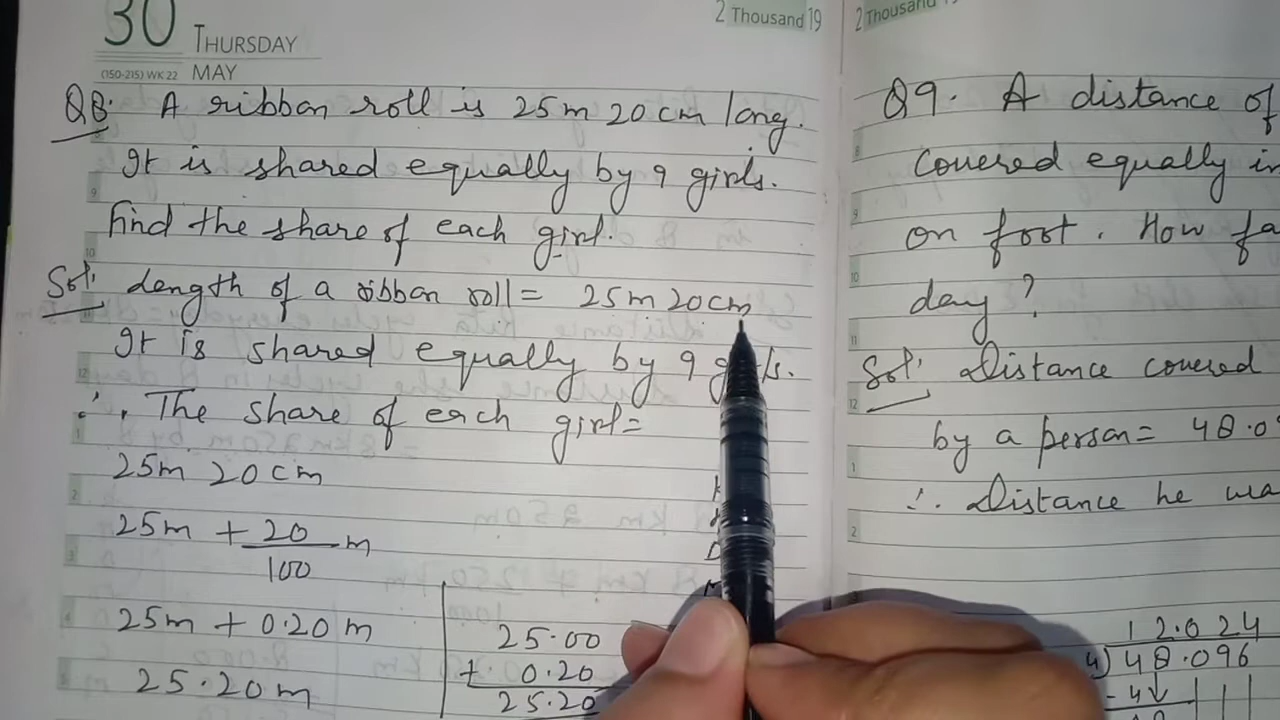 30 THURSDAY
(150-215) WK 22 MAY
2 Thousand 19
Q8. A ribbon roll is 25m 20cm long.
It is shared equally by 9 girls.
Find the share of each girl.
Sol. Length of a ribbon roll = 25m 20cm
It is shared equally by 9
∴ The share of each girl =
25m 20cm
25m + 20/100 m
25m + 0.20m
25.20m
25.00
+ 0.20
25.20
2 Thousand
Q9. A distance of
covered equally in
on foot. How fa
day?
Sol. Distance covered
by a person = 48.09
∴ Distance he wa
12.024
4)48.096
- 4↓